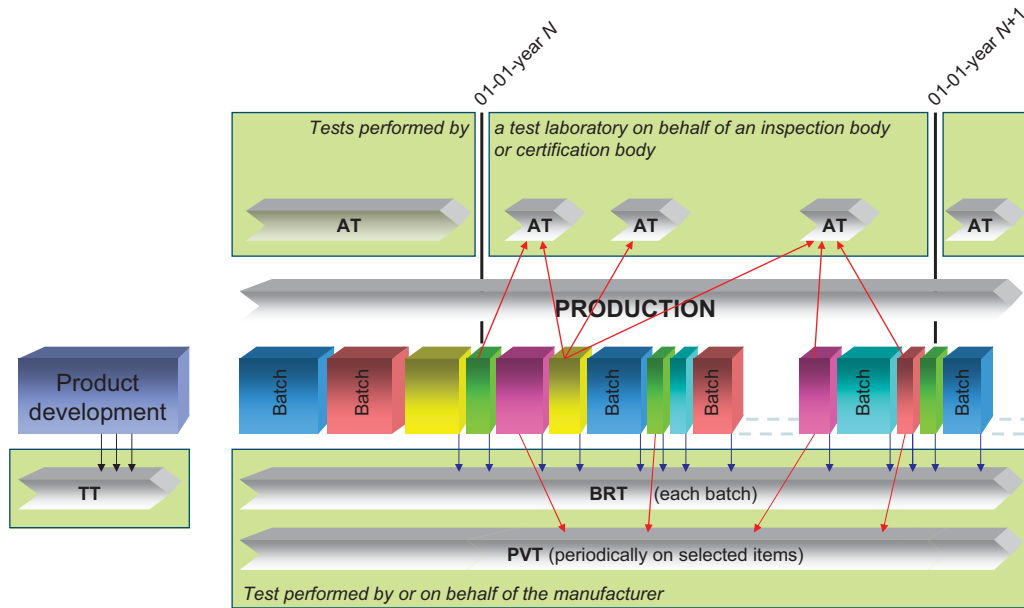 01-01-year N
01-01-year N+1
Tests performed by
a test laboratory on behalf of an inspection body
or certification body
AT
AT
AT
AT
AT
PRODUCTION
Product
development
Batch
Batch
Batch
Batch
Batch
Batch
TT
BRT (each batch)
PVT (periodically on selected items)
Test performed by or on behalf of the manufacturer